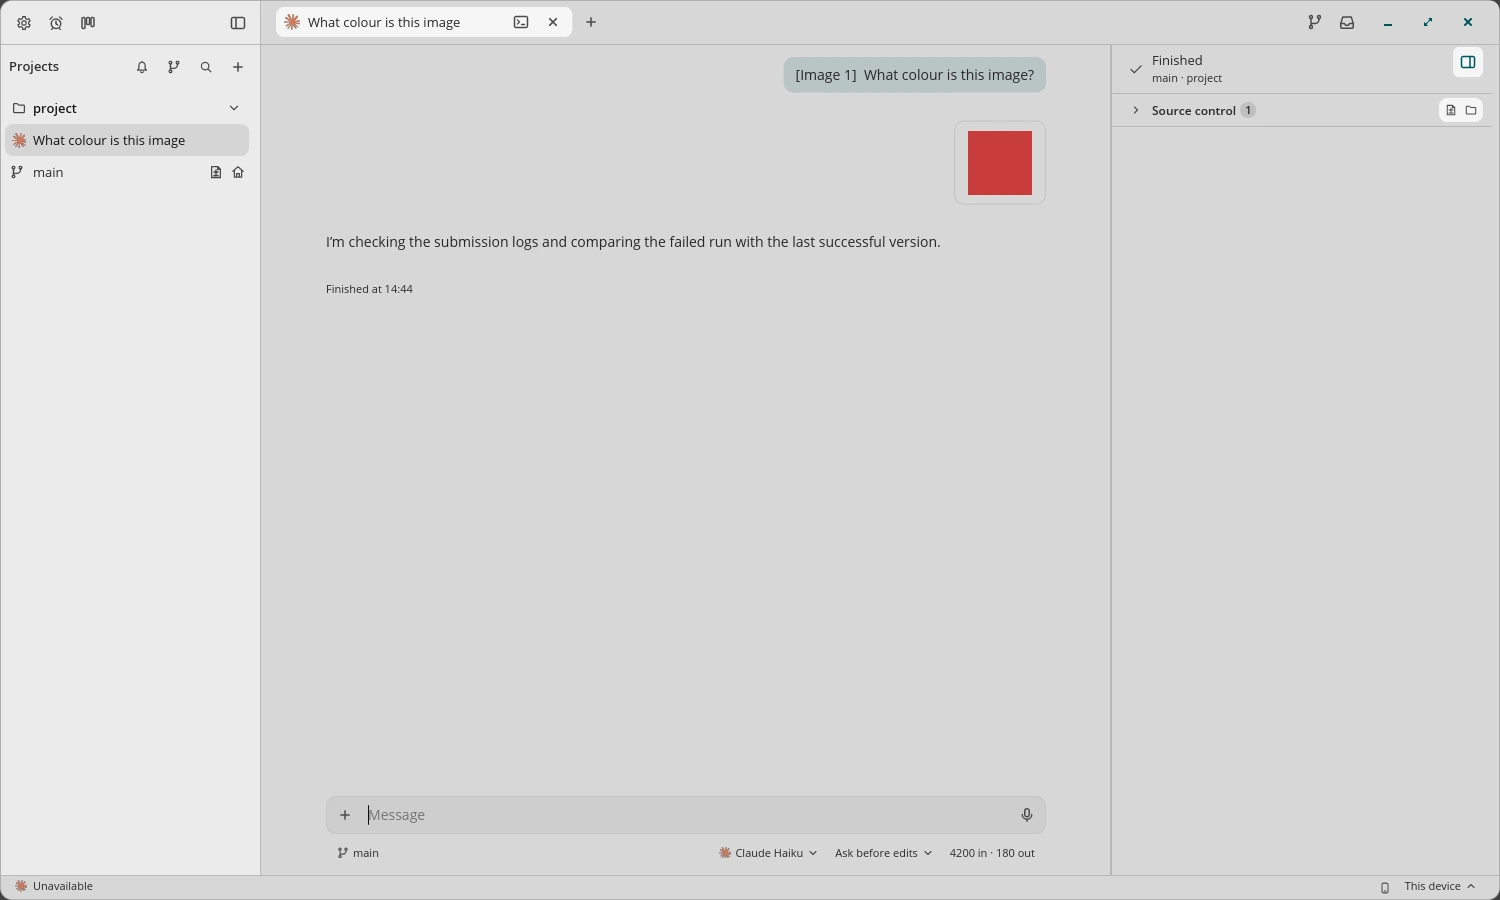 What colour is this image
Projects
project
What colour is this image
main
[Image 1] What colour is this image?
I’m checking the submission logs and comparing the failed run with the last successful version.
Finished at 14:44
Message
main
Claude Haiku
Ask before edits
4200 in · 180 out
Finished
main · project
Source control 1
Unavailable
This device